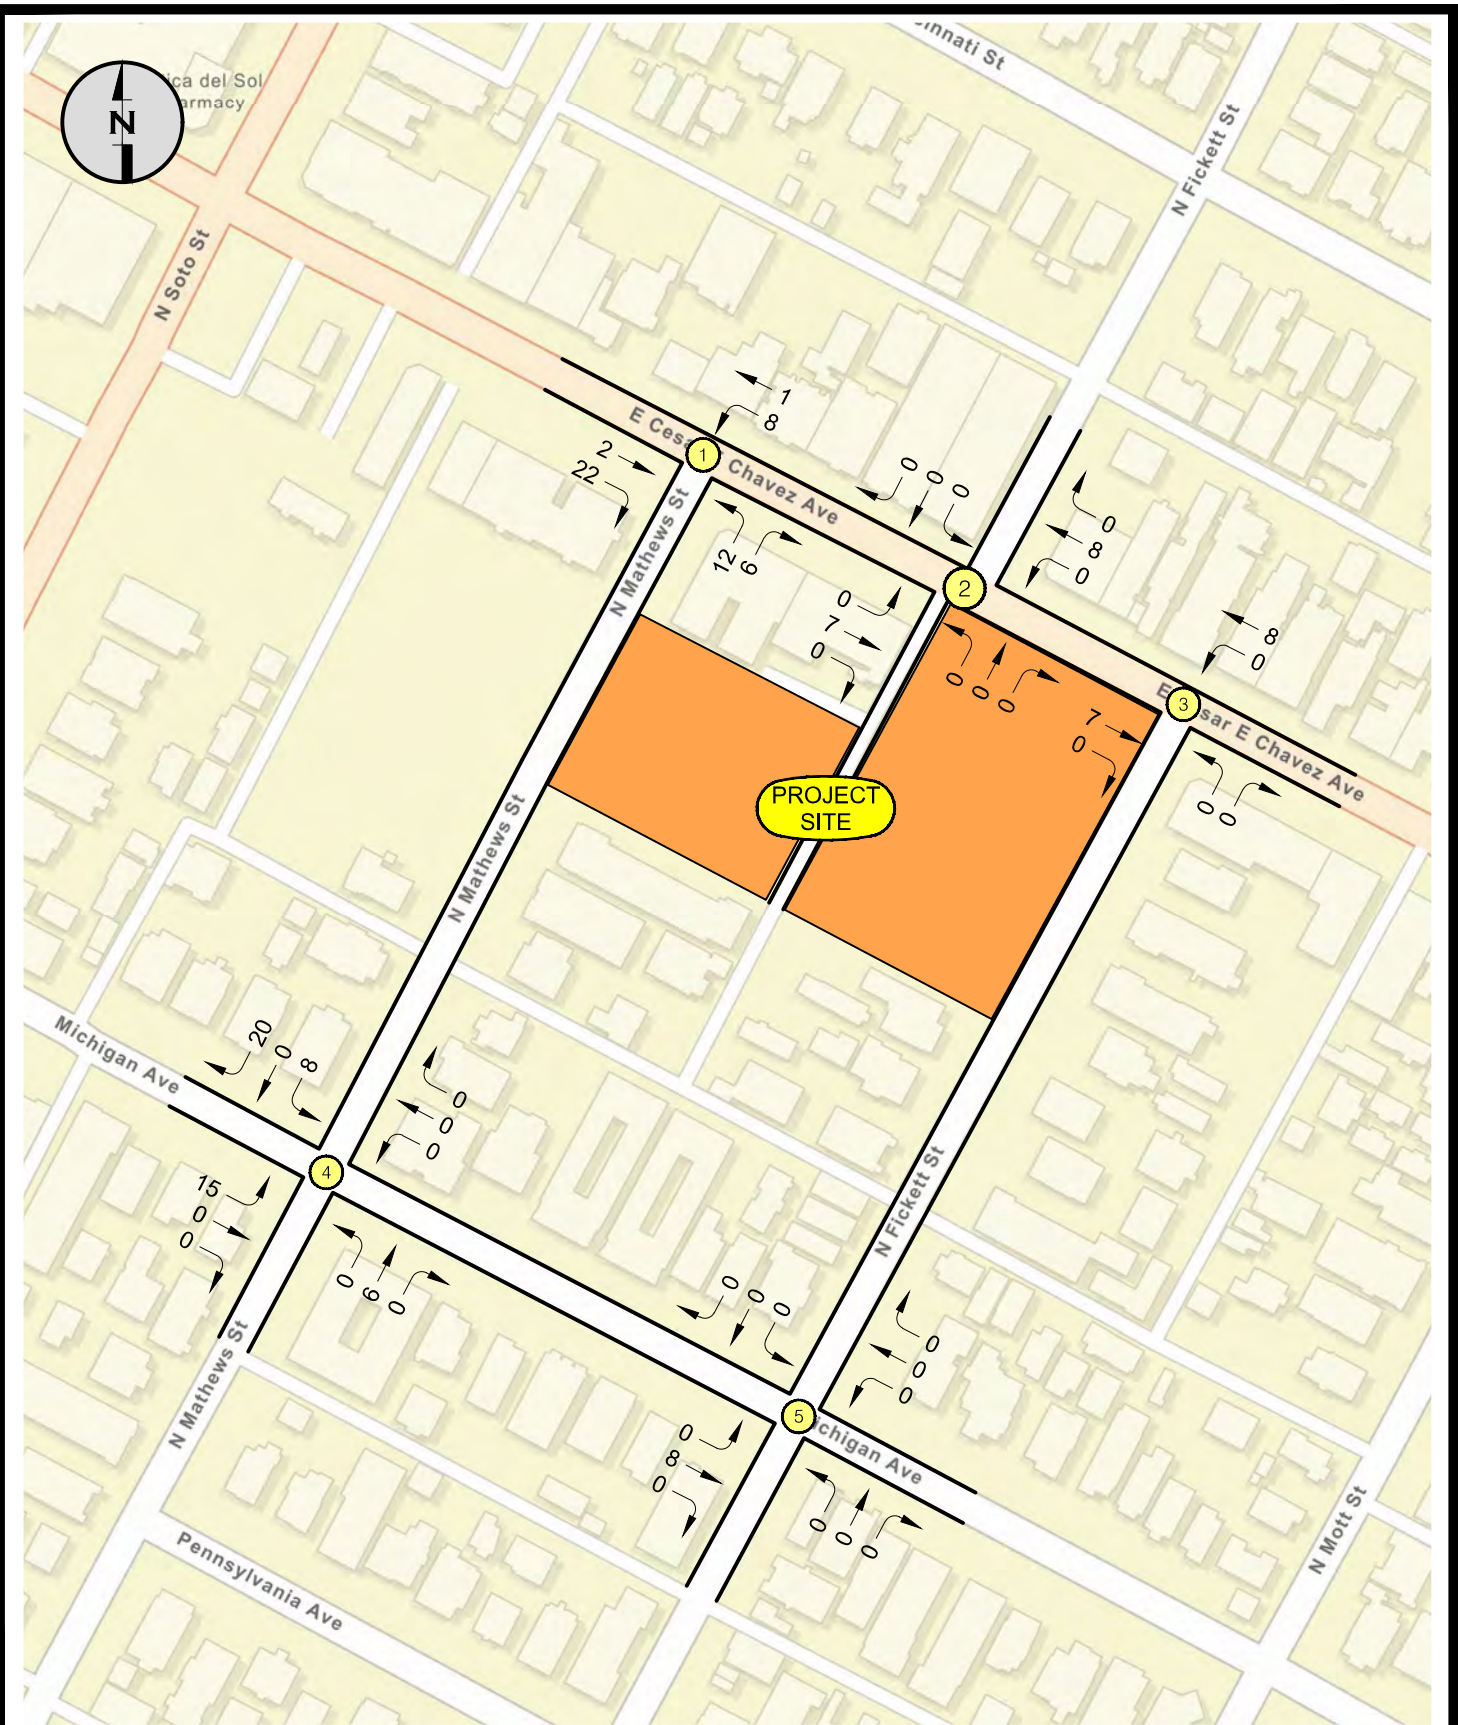 innati St
ica del Sol
armacy
N
N Fickett St
N Soto St
1
8
E Cesa
1
Chavez Ave
2
22
N Mathews St
12
6
0
0
0
0
8
0
2
0
7
0
0
0
0
8
0
3
E
sar E Chavez Ave
7
0
0
0
PROJECT
SITE
N Mathews St
Michigan Ave
20
0
8
0
0
0
4
15
0
0
0
6
0
N Fickett St
0
0
0
0
0
0
N Mathews St
5
ichigan Ave
0
8
0
0
0
0
N Mott St
Pennsylvania Ave